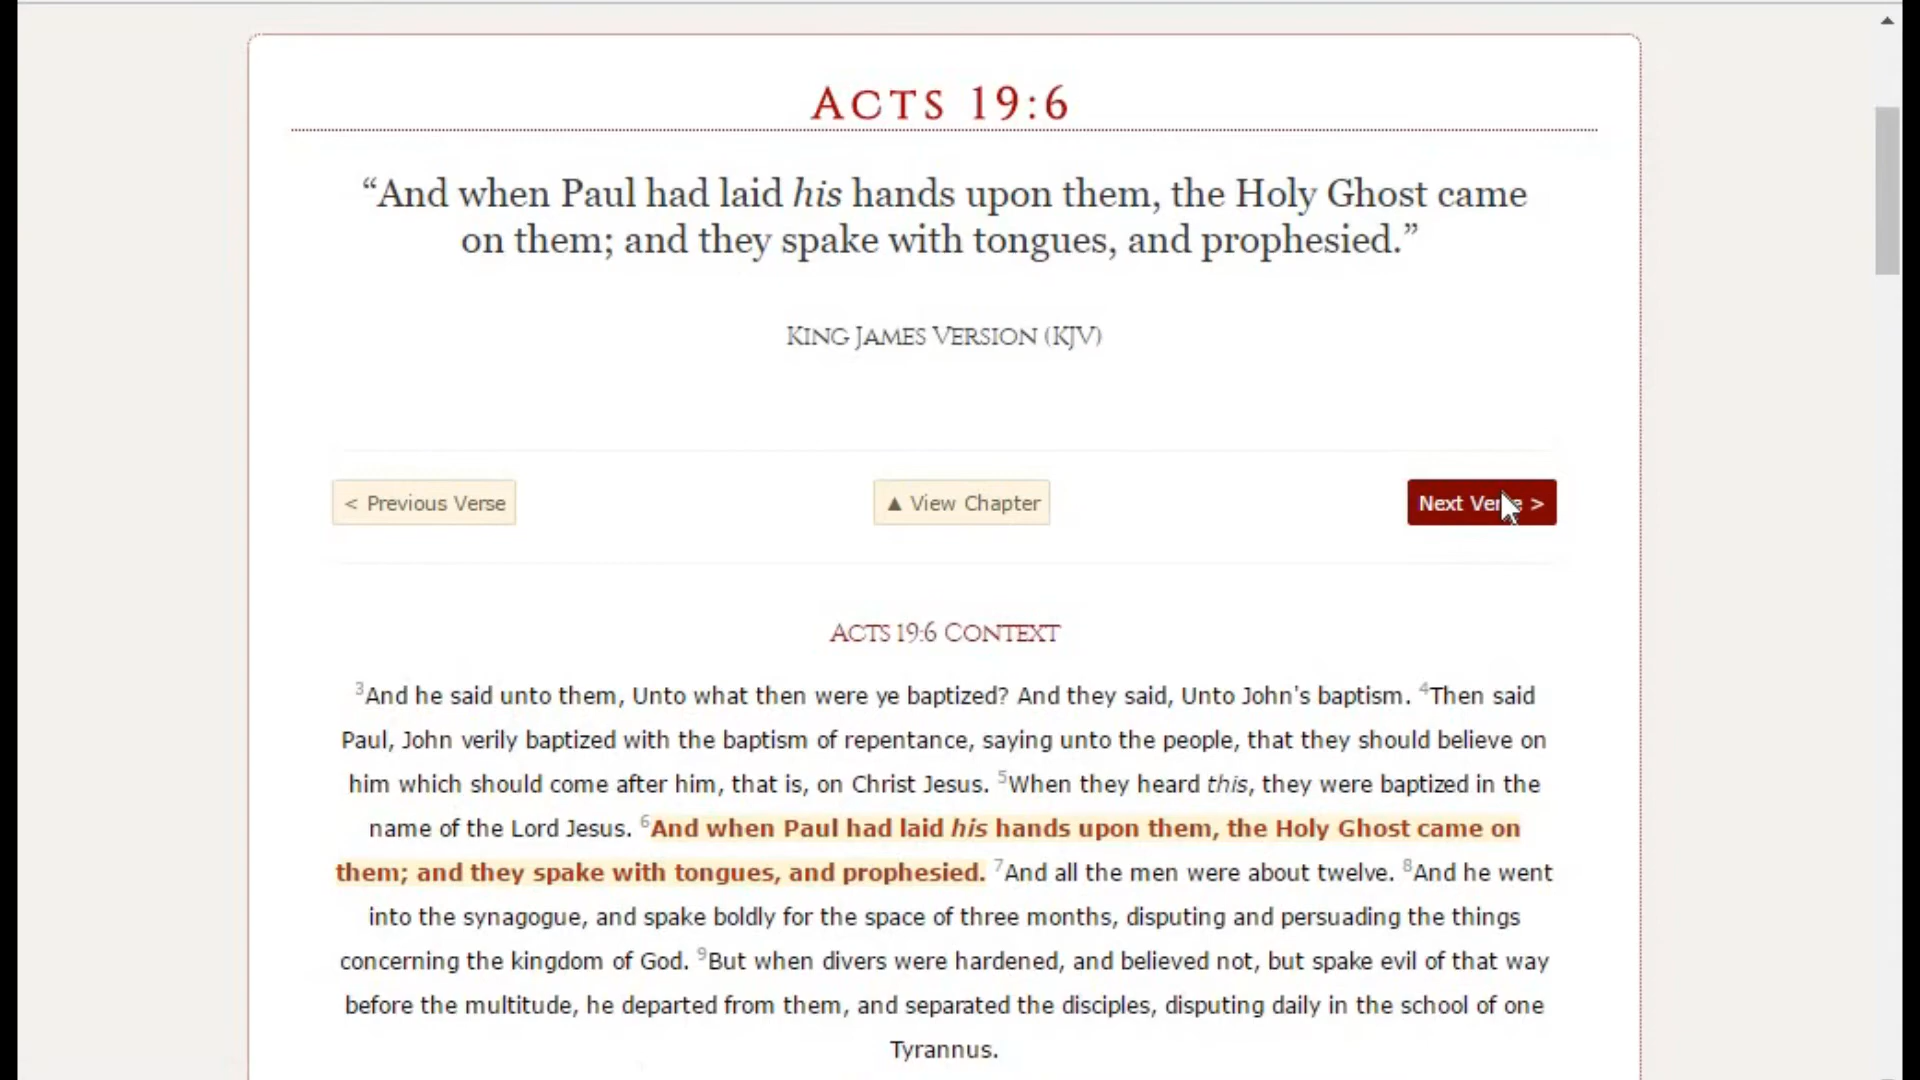 ACTS 19:6
“And when Paul had laid his hands upon them, the Holy Ghost came
on them; and they spake with tongues, and prophesied.”
KING JAMES VERSION (KJV)
< Previous Verse
▲ View Chapter
Next Verse >
ACTS 19:6 CONTEXT
3And he said unto them, Unto what then were ye baptized? And they said, Unto John's baptism. 4Then said
Paul, John verily baptized with the baptism of repentance, saying unto the people, that they should believe on
him which should come after him, that is, on Christ Jesus. 5When they heard this, they were baptized in the
name of the Lord Jesus. 6And when Paul had laid his hands upon them, the Holy Ghost came on
them; and they spake with tongues, and prophesied. 7And all the men were about twelve. 8And he went
into the synagogue, and spake boldly for the space of three months, disputing and persuading the things
concerning the kingdom of God. 9But when divers were hardened, and believed not, but spake evil of that way
before the multitude, he departed from them, and separated the disciples, disputing daily in the school of one
Tyrannus.